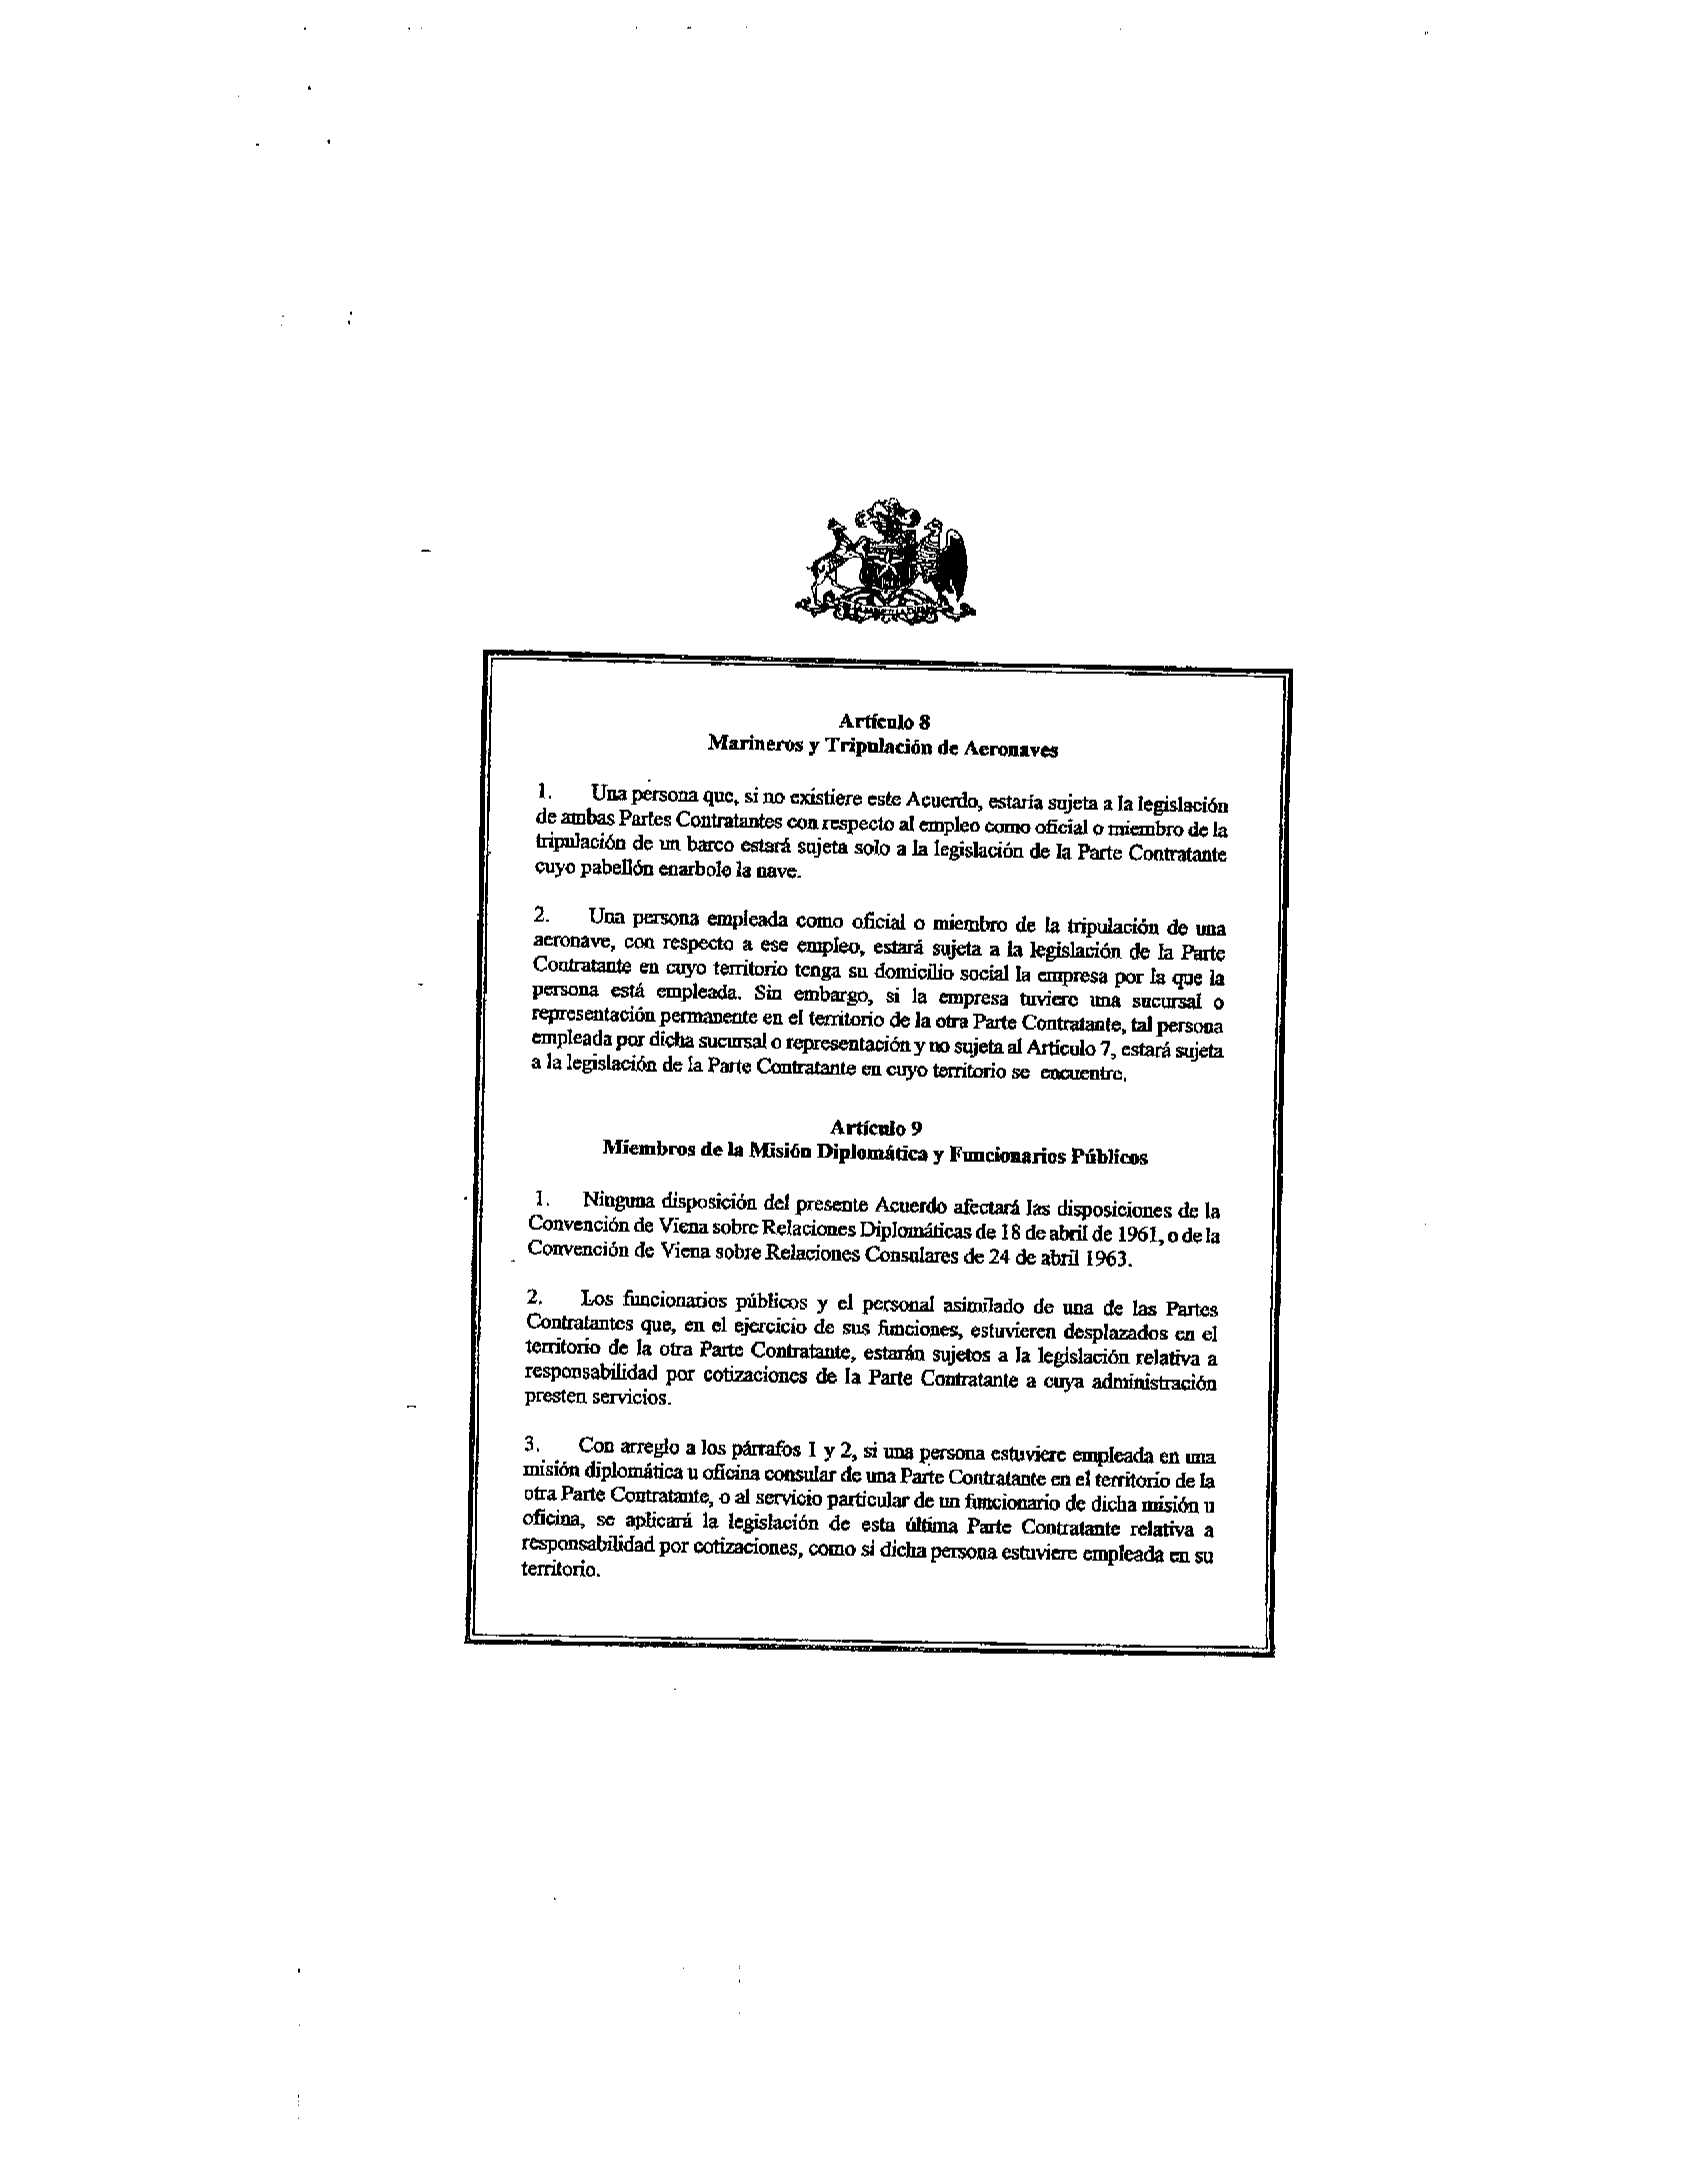 Artículo 8
Marineros y Tripulación de Aeronaves
1. Una persona que, si no existiere este Acuerdo, estaría sujeta a la legislación
de ambas Partes Contratantes con respecto al empleo como oficial o miembro de la
tripulación de un barco estará sujeta solo a la legislación de la Parte Contratante
cuyo pabellón enarbole la nave.
2. Una persona empleada como oficial o miembro de la tripulación de una
aeronave, con respecto a ese empleo, estará sujeta a la legislación de la Parte
Contratante en cuyo territorio tenga su domicilio social la empresa por la que la
persona está empleada. Sin embargo, si la empresa tuviere una sucursal o
representación permanente en el territorio de la otra Parte Contratante, tal persona
empleada por dicha sucursal o representación y no sujeta al Artículo 7, estará sujeta
a la legislación de la Parte Contratante en cuyo territorio se encuentre.
Artículo 9
Miembros de la Misión Diplomática y Funcionarios Públicos
1. Ninguna disposición del presente Acuerdo afectará las disposiciones de la
Convención de Viena sobre Relaciones Diplomáticas de 18 de abril de 1961, o de la
Convención de Viena sobre Relaciones Consulares de 24 de abril 1963.
2. Los funcionarios públicos y el personal asimilado de una de las Partes
Contratantes que, en el ejercicio de sus funciones, estuvieren desplazados en el
territorio de la otra Parte Contratante, estarán sujetos a la legislación relativa a
responsabilidad por cotizaciones de la Parte Contratante a cuya administración
presten servicios.
3. Con arreglo a los párrafos 1 y 2, si una persona estuviere empleada en una
misión diplomática u oficina consular de una Parte Contratante en el territorio de la
otra Parte Contratante, o al servicio particular de un funcionario de dicha misión u
oficina, se aplicará la legislación de esta última Parte Contratante relativa a
responsabilidad por cotizaciones, como si dicha persona estuviere empleada en su
territorio.